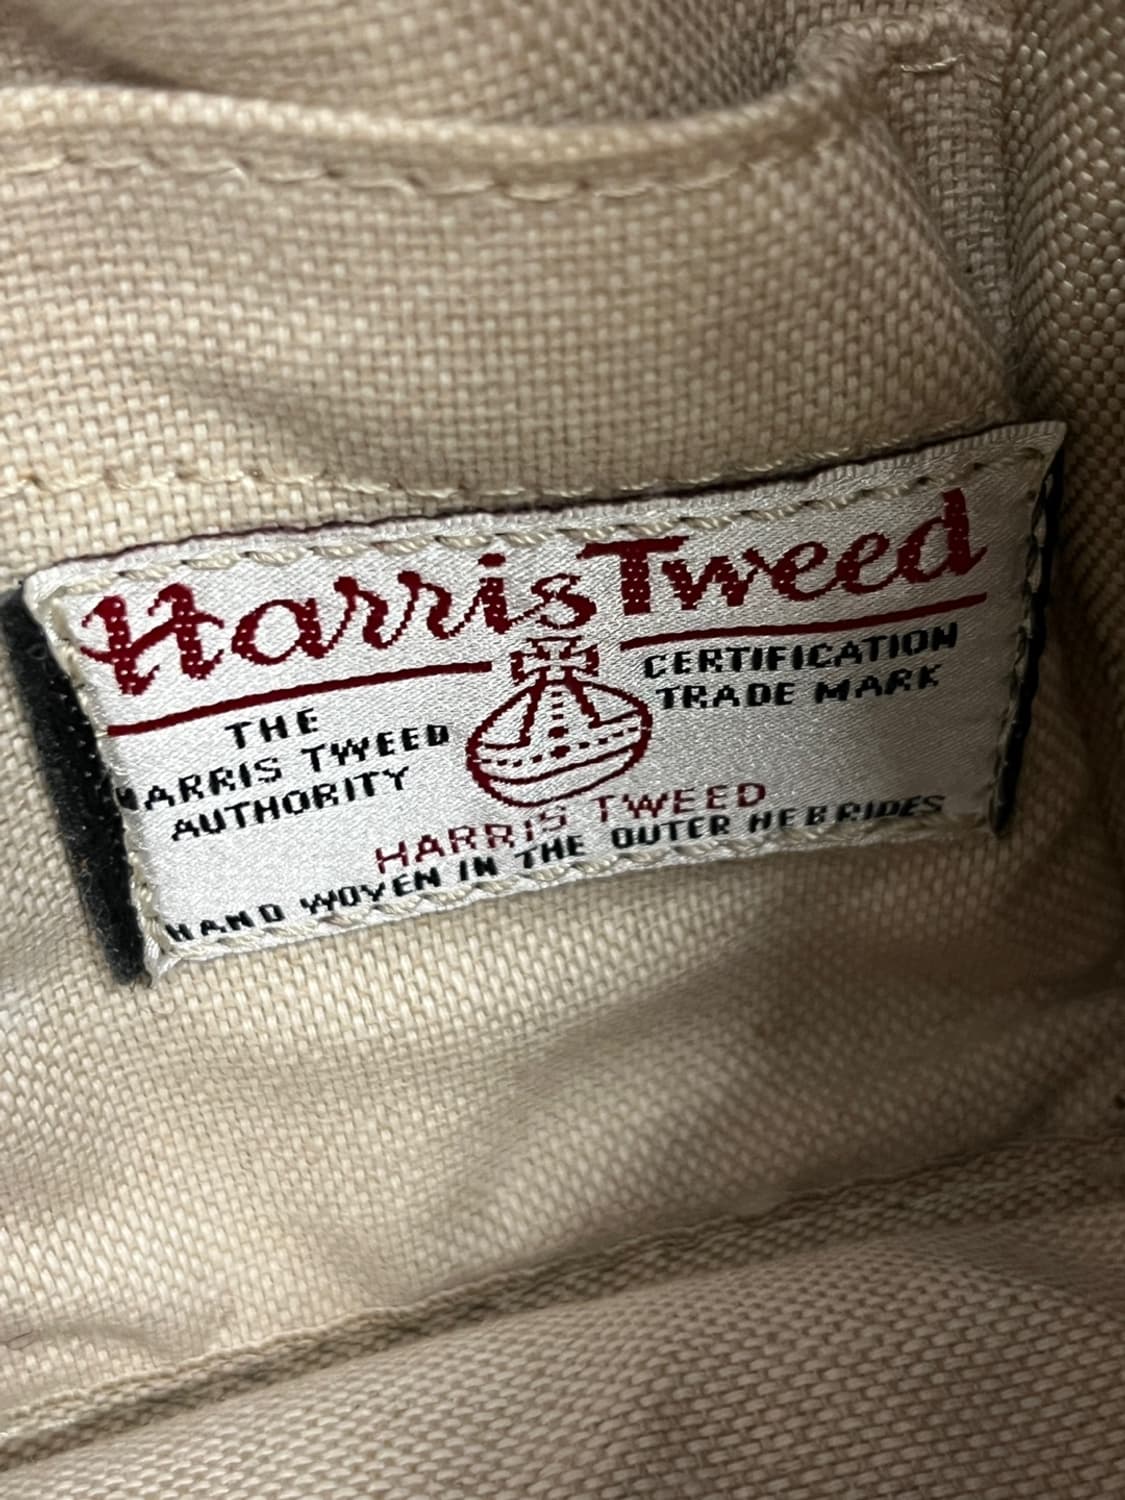 Harris Tweed
THE
HARRIS TWEED
AUTHORITY
CERTIFICATION
TRADE MARK
HARRIS TWEED
HAND WOVEN IN THE OUTER HEBRIDES